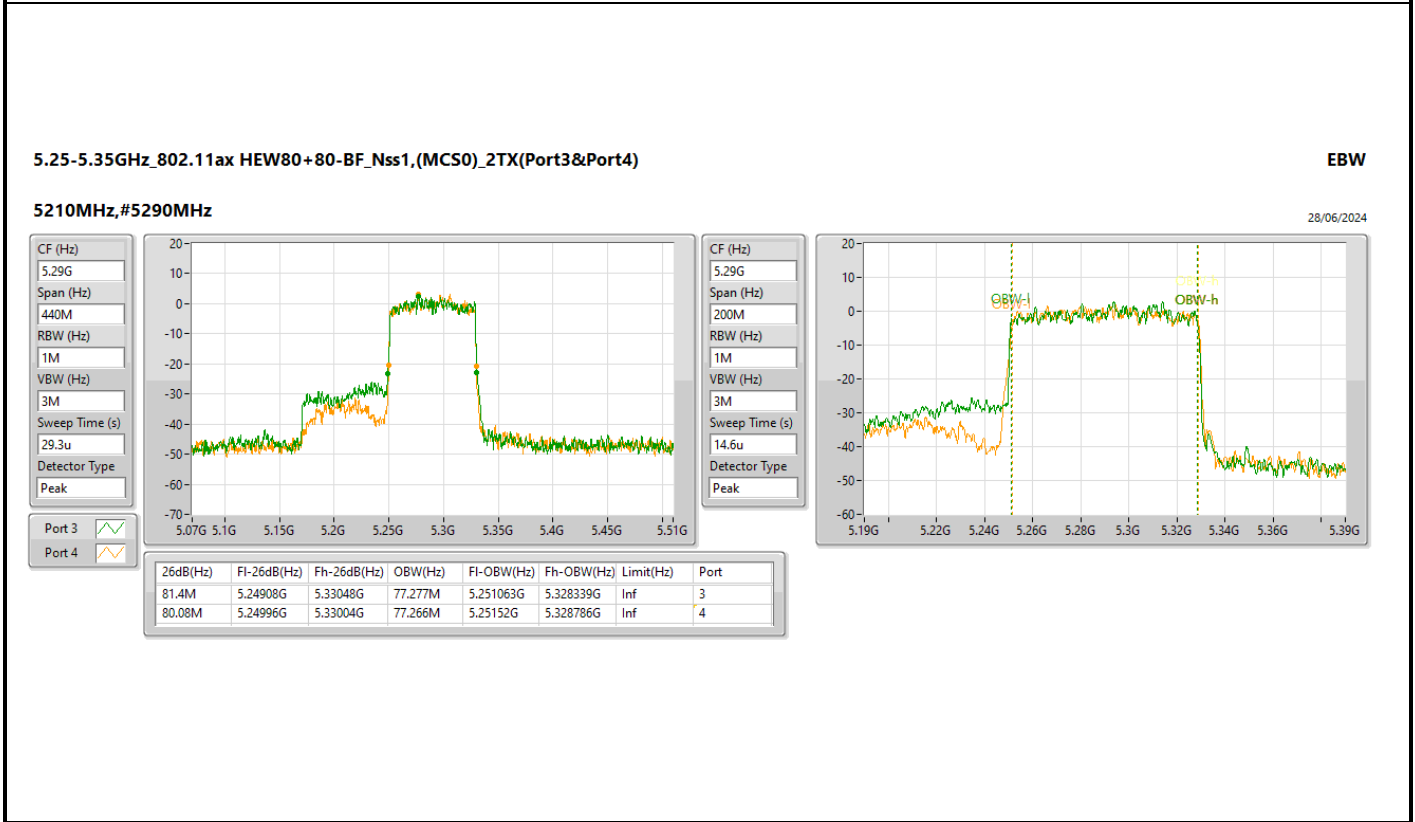 5.25-5.35GHz_802.11ax HEW80+80-BF_Nss1,(MCS0)_2TX(Port3&Port4)
EBW
5210MHz,#5290MHz
28/06/2024
CF (Hz)
5.29G
Span (Hz)
440M
RBW (Hz)
1M
VBW (Hz)
3M
Sweep Time (s)
29.3u
Detector Type
Peak
Port 3
Port 4
20
10
0
-10
-20
-30
-40
-50
-60
-70
5.07G 5.1G 5.15G 5.2G 5.25G 5.3G 5.35G 5.4G 5.45G 5.51G
CF (Hz)
5.29G
Span (Hz)
200M
RBW (Hz)
1M
VBW (Hz)
3M
Sweep Time (s)
14.6u
Detector Type
Peak
20
10
0
-10
-20
-30
-40
-50
-60
OBW-l
OBW-l
OBW-h
OBW-h
5.19G 5.22G 5.24G 5.26G 5.28G 5.3G 5.32G 5.34G 5.36G 5.39G
26dB(Hz) Fl-26dB(Hz) Fh-26dB(Hz) OBW(Hz) Fl-OBW(Hz) Fh-OBW(Hz) Limit(Hz) Port
81.4M 5.24908G 5.33048G 77.277M 5.251063G 5.328339G Inf 3
80.08M 5.24996G 5.33004G 77.266M 5.25152G 5.328786G Inf 4